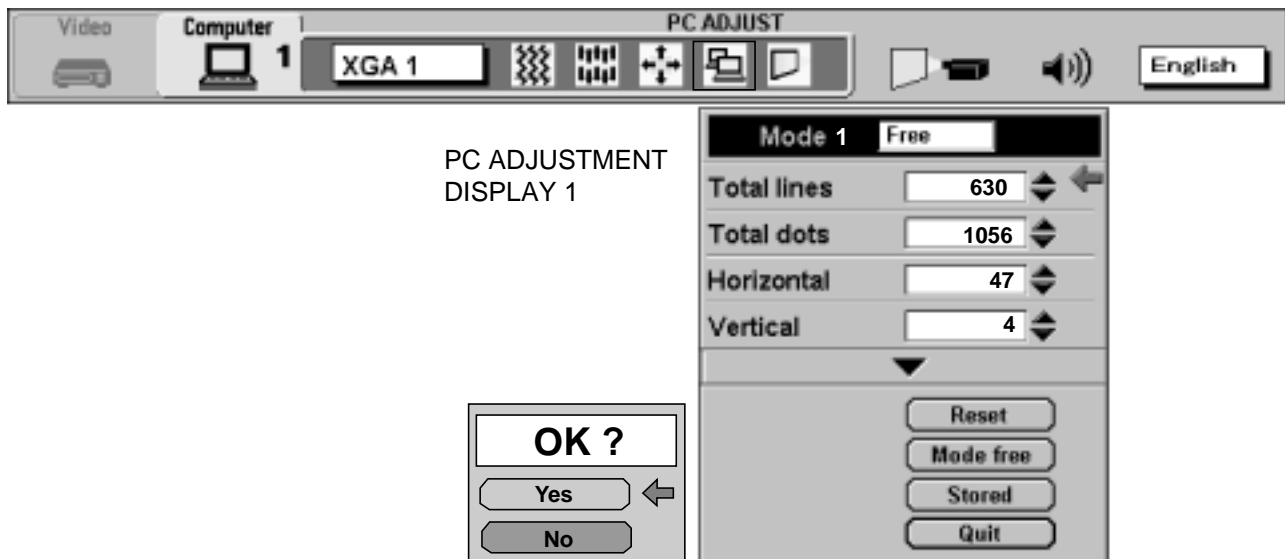 PC ADJUST
Video
Computer
1
XGA 1
English
Mode 1 Free
PC ADJUSTMENT
DISPLAY 1
Total lines 630
Total dots 1056
Horizontal 47
Vertical 4
Reset
Mode free
Stored
Quit
OK ?
Yes
No